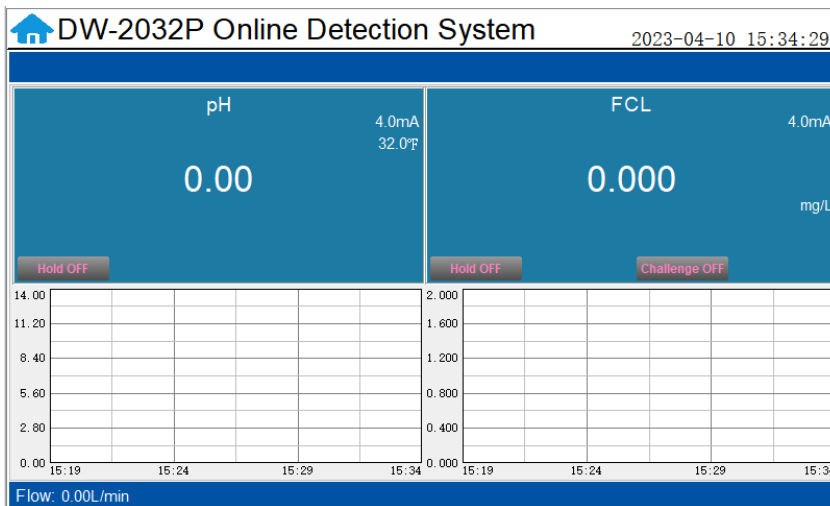 DW-2032P Online Detection System
2023-04-10 15:34:29
pH
4.0mA
32.0℉
0.00
Hold OFF
FCL
4.0mA
0.000
mg/L
Hold OFF
Challenge OFF
14.00
11.20
8.40
5.60
2.80
0.00
15:19 15:24 15:29 15:34
2.000
1.600
1.200
0.800
0.400
0.000
15:19 15:24 15:29 15:3
Flow: 0.00L/min